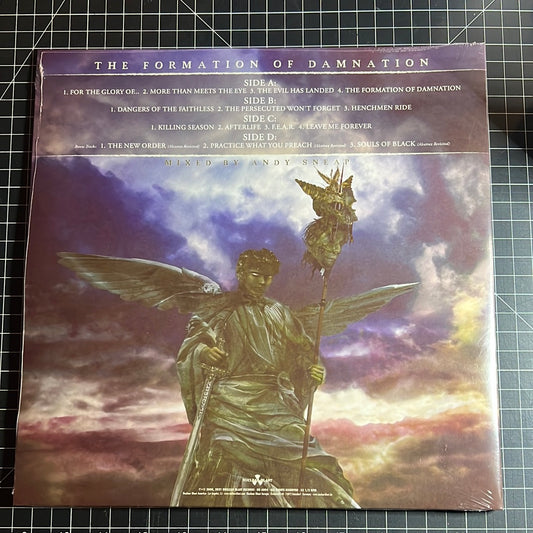 THE FORMATION OF DAMNATION
SIDE A:
1. FOR THE GLORY OF... 2. MORE THAN MEETS THE EYE 3. THE EVIL HAS LANDED 4. THE FORMATION OF DAMNATION
SIDE B:
1. DANGERS OF THE FAITHLESS 2. THE PERSECUTED WON'T FORGET 3. HENCHMEN RIDE
SIDE C:
1. KILLING SEASON 2. AFTERLIFE 3. F.E.A.R. 4. LEAVE ME FOREVER
SIDE D:
Bonus Tracks: 1. THE NEW ORDER 2. PRACTICE WHAT YOU PREACH 3. SOULS OF BLACK
MIXED BY ANDY SNEAP
NUCLEAR BLAST